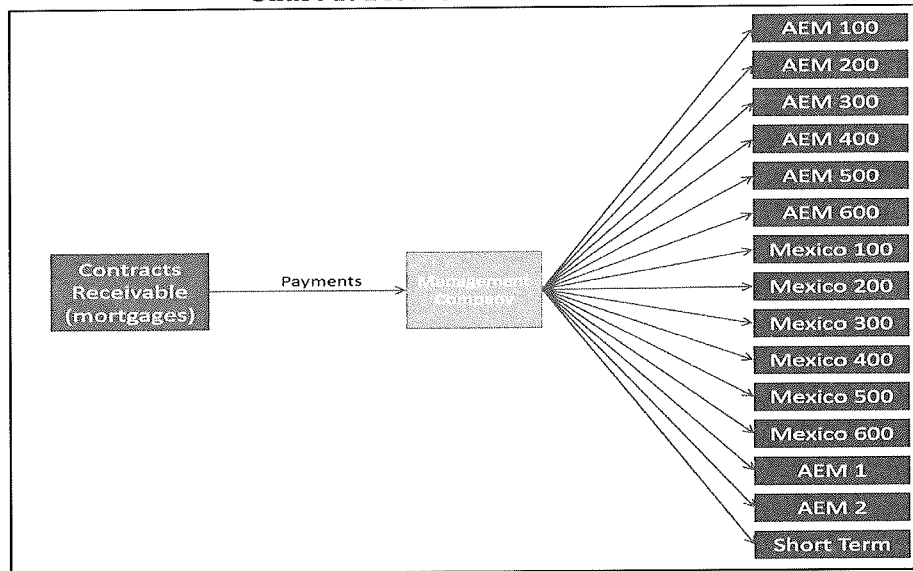 AEM 100
AEM 200
AEM 300
AEM 400
AEM 500
AEM 600
Mexico 100
Contracts
Receivable
(mortgages)
Payments
Management
Company
Mexico 200
Mexico 300
Mexico 400
Mexico 500
Mexico 600
AEM 1
AEM 2
Short Term